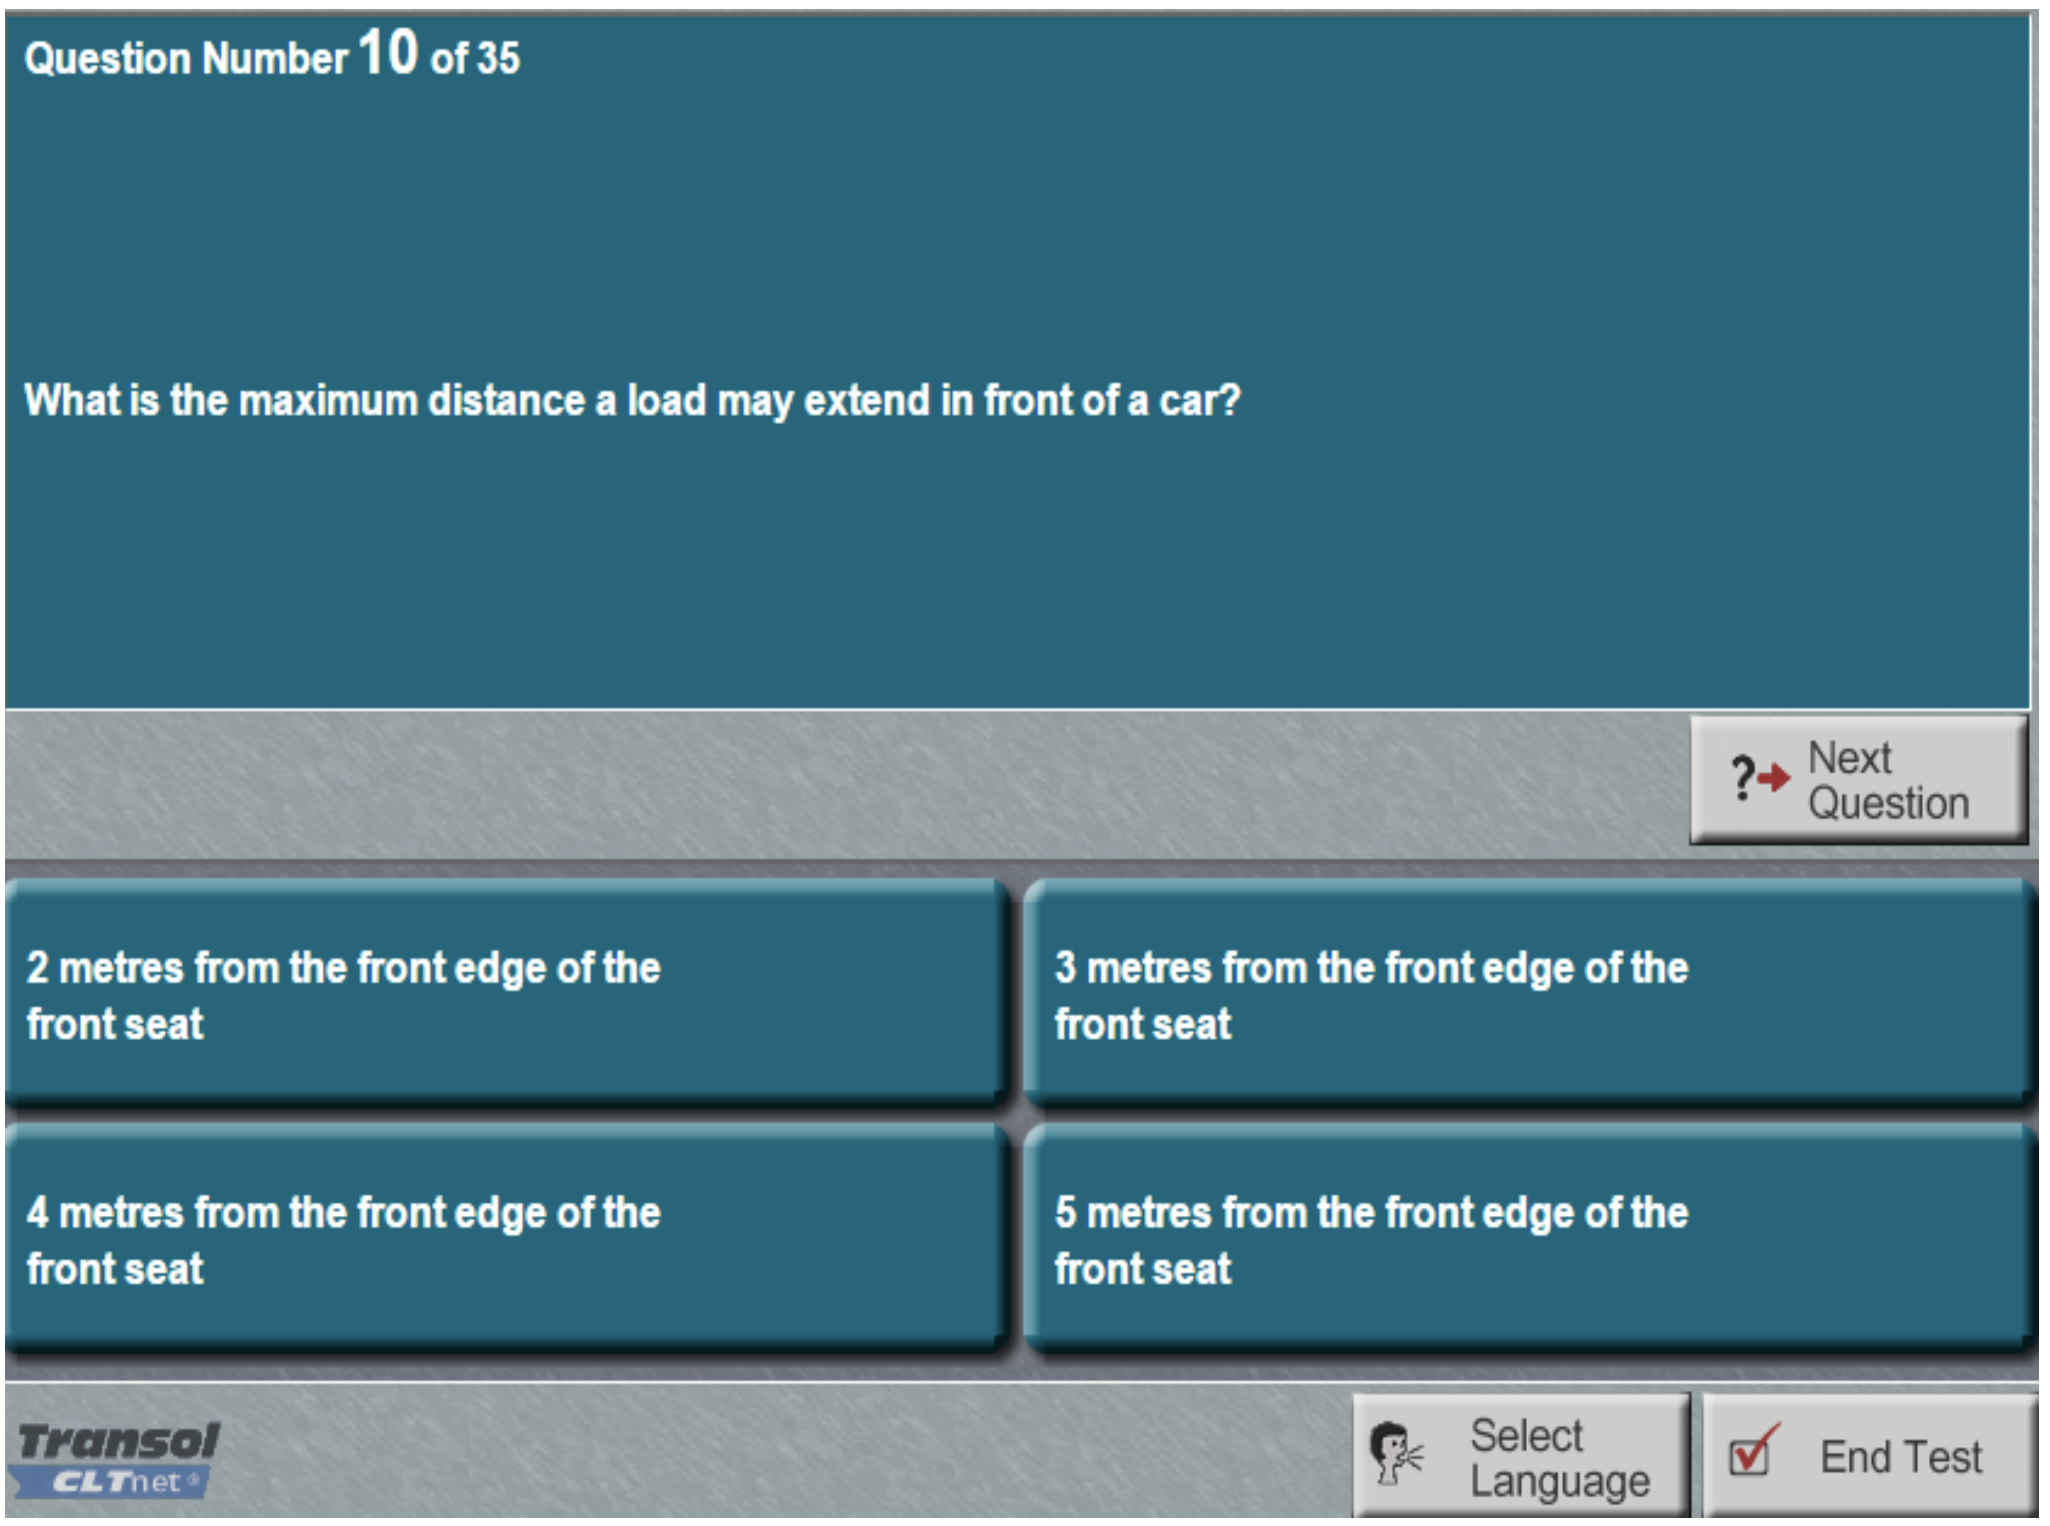 Question Number 10 of 35
What is the maximum distance a load may extend in front of a car?
?
Next
Question
2 metres from the front edge of the
front seat
3 metres from the front edge of the
front seat
4 metres from the front edge of the
front seat
5 metres from the front edge of the
front seat
Transol
CLTnet®
Select
Language
End Test